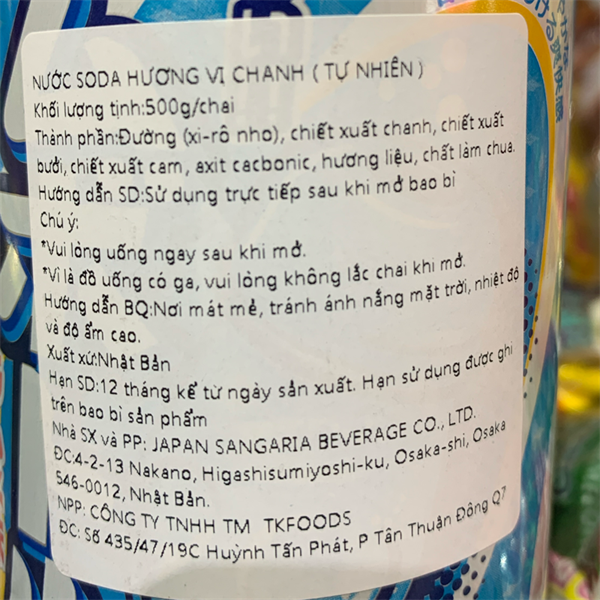 NƯỚC SODA HƯƠNG VỊ CHANH ( TỰ NHIÊN )
Khối lượng tịnh:500g/chai
Thành phần:Đường (xi-rô nho), chiết xuất chanh, chiết xuất
bưởi, chiết xuất cam, axit cacbonic, hương liệu, chất làm chua.
Hướng dẫn SD:Sử dụng trực tiếp sau khi mở bao bì
Chú ý:
*Vui lòng uống ngay sau khi mở.
*Vì là đồ uống có ga, vui lòng không lắc chai khi mở.
Hướng dẫn BQ:Nơi mát mẻ, tránh ánh nắng mặt trời, nhiệt độ
và độ ẩm cao.
Xuất xứ:Nhật Bản
Hạn SD:12 tháng kể từ ngày sản xuất. Hạn sử dụng được ghi
trên bao bì sản phẩm
Nhà SX và PP: JAPAN SANGARIA BEVERAGE CO., LTD.
ĐC:4-2-13 Nakano, Higashisumiyoshi-ku, Osaka-shi, Osaka
546-0012, Nhật Bản.
NPP: CÔNG TY TNHH TM TKFOODS
ĐC: Số 435/47/19C Huỳnh Tấn Phát, P Tân Thuận Đông Q7